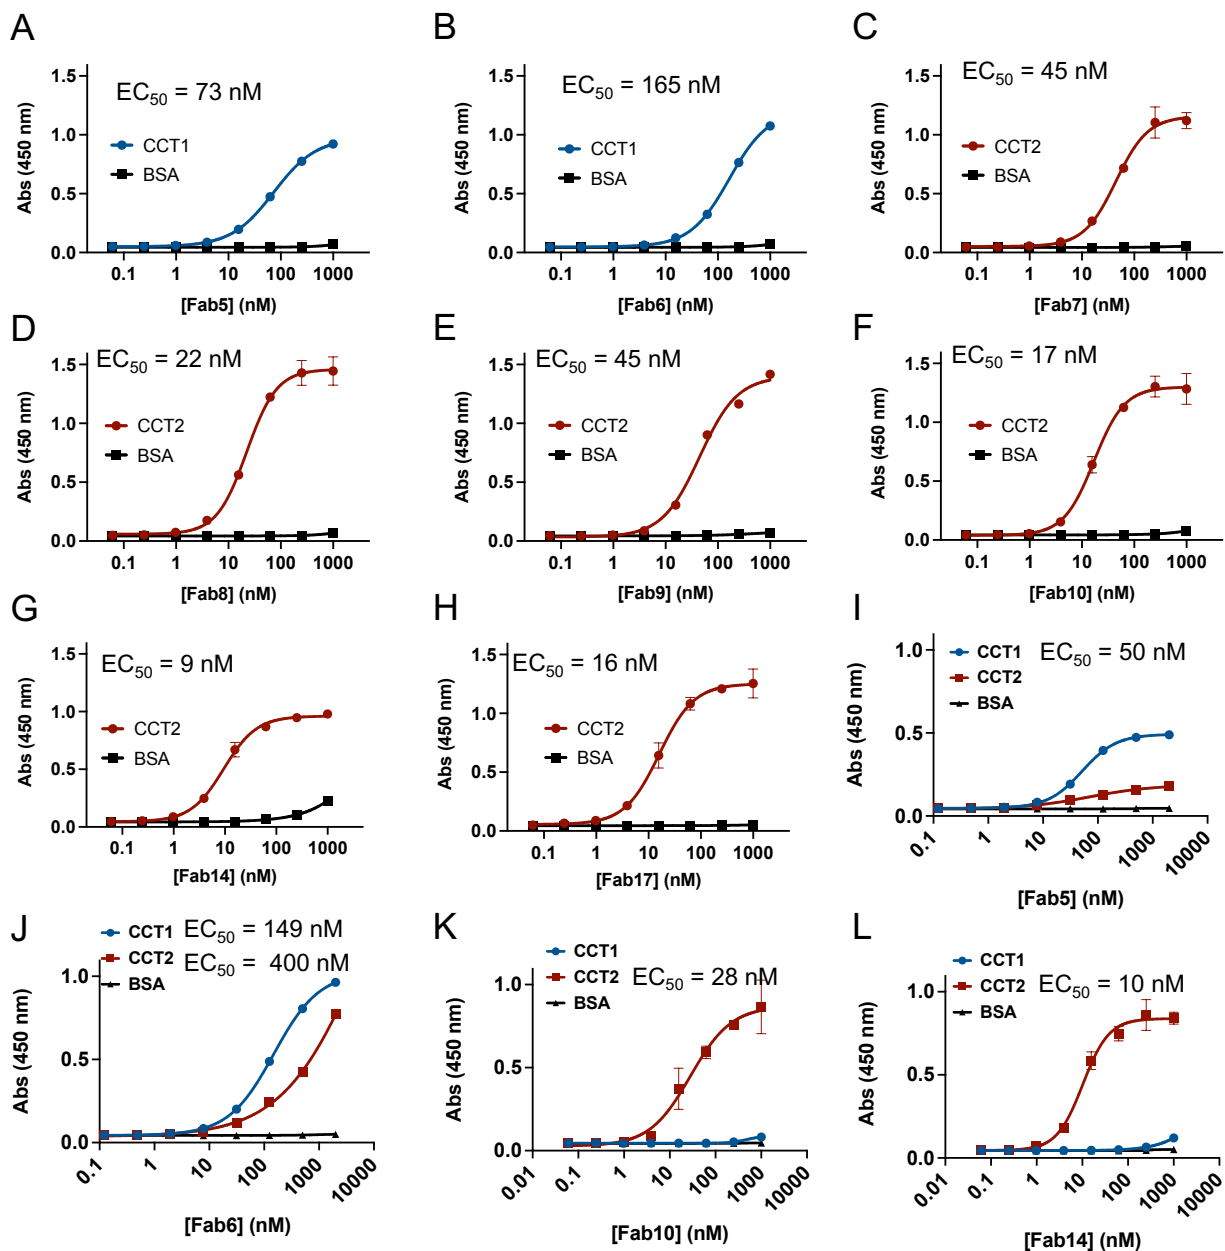 A
EC50 = 73 nM
1.5
1.0
0.5
0.0
Abs (450 nm)
CCT1
BSA
0.1 1 10 100 1000
[Fab5] (nM)
B
EC50 = 165 nM
1.5
1.0
0.5
0.0
Abs (450 nm)
CCT1
BSA
0.1 1 10 100 1000
[Fab6] (nM)
C
EC50 = 45 nM
1.5
1.0
0.5
0.0
Abs (450 nm)
CCT2
BSA
0.1 1 10 100 1000
[Fab7] (nM)
D
EC50 = 22 nM
1.5
1.0
0.5
0.0
Abs (450 nm)
CCT2
BSA
0.1 1 10 100 1000
[Fab8] (nM)
E
EC50 = 45 nM
1.5
1.0
0.5
0.0
Abs (450 nm)
CCT2
BSA
0.1 1 10 100 1000
[Fab9] (nM)
F
EC50 = 17 nM
1.5
1.0
0.5
0.0
Abs (450 nm)
CCT2
BSA
0.1 1 10 100 1000
[Fab10] (nM)
G
EC50 = 9 nM
1.5
1.0
0.5
0.0
Abs (450 nm)
CCT2
BSA
0.1 1 10 100 1000
[Fab14] (nM)
H
EC50 = 16 nM
1.5
1.0
0.5
0.0
Abs (450 nm)
CCT2
BSA
0.1 1 10 100 1000
[Fab17] (nM)
I
CCT1
CCT2
BSA
EC50 = 50 nM
1.0
0.5
0.0
Abs (450 nm)
0.1 1 10 100 1000 10000
[Fab5] (nM)
J
CCT1
CCT2
BSA
EC50 = 149 nM
EC50 = 400 nM
1.0
0.5
0.0
Abs (450 nm)
0.1 1 10 100 1000 10000
[Fab6] (nM)
K
CCT1
CCT2
BSA
EC50 = 28 nM
1.0
0.5
0.0
Abs (450 nm)
0.01 0.1 1 10 100 1000 10000
[Fab10] (nM)
L
CCT1
CCT2
BSA
EC50 = 10 nM
1.0
0.5
0.0
Abs (450 nm)
0.01 0.1 1 10 100 1000 10000
[Fab14] (nM)